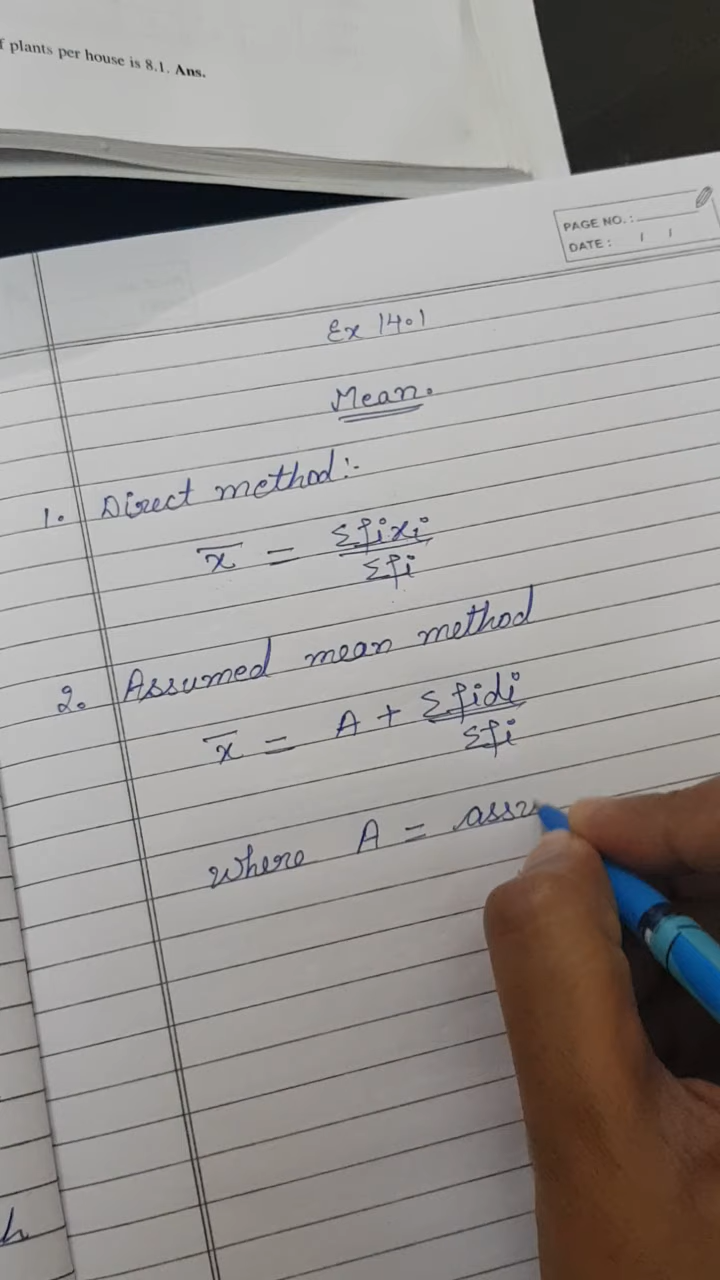 f plants per house is 8.1. Ans.
PAGE NO. :
DATE : / /
Ex 14.1
Mean.
1. Direct method:-
x̄ = Σfixi / Σfi
2. Assumed mean method
x̄ = A + Σfidi / Σfi
where A = assu